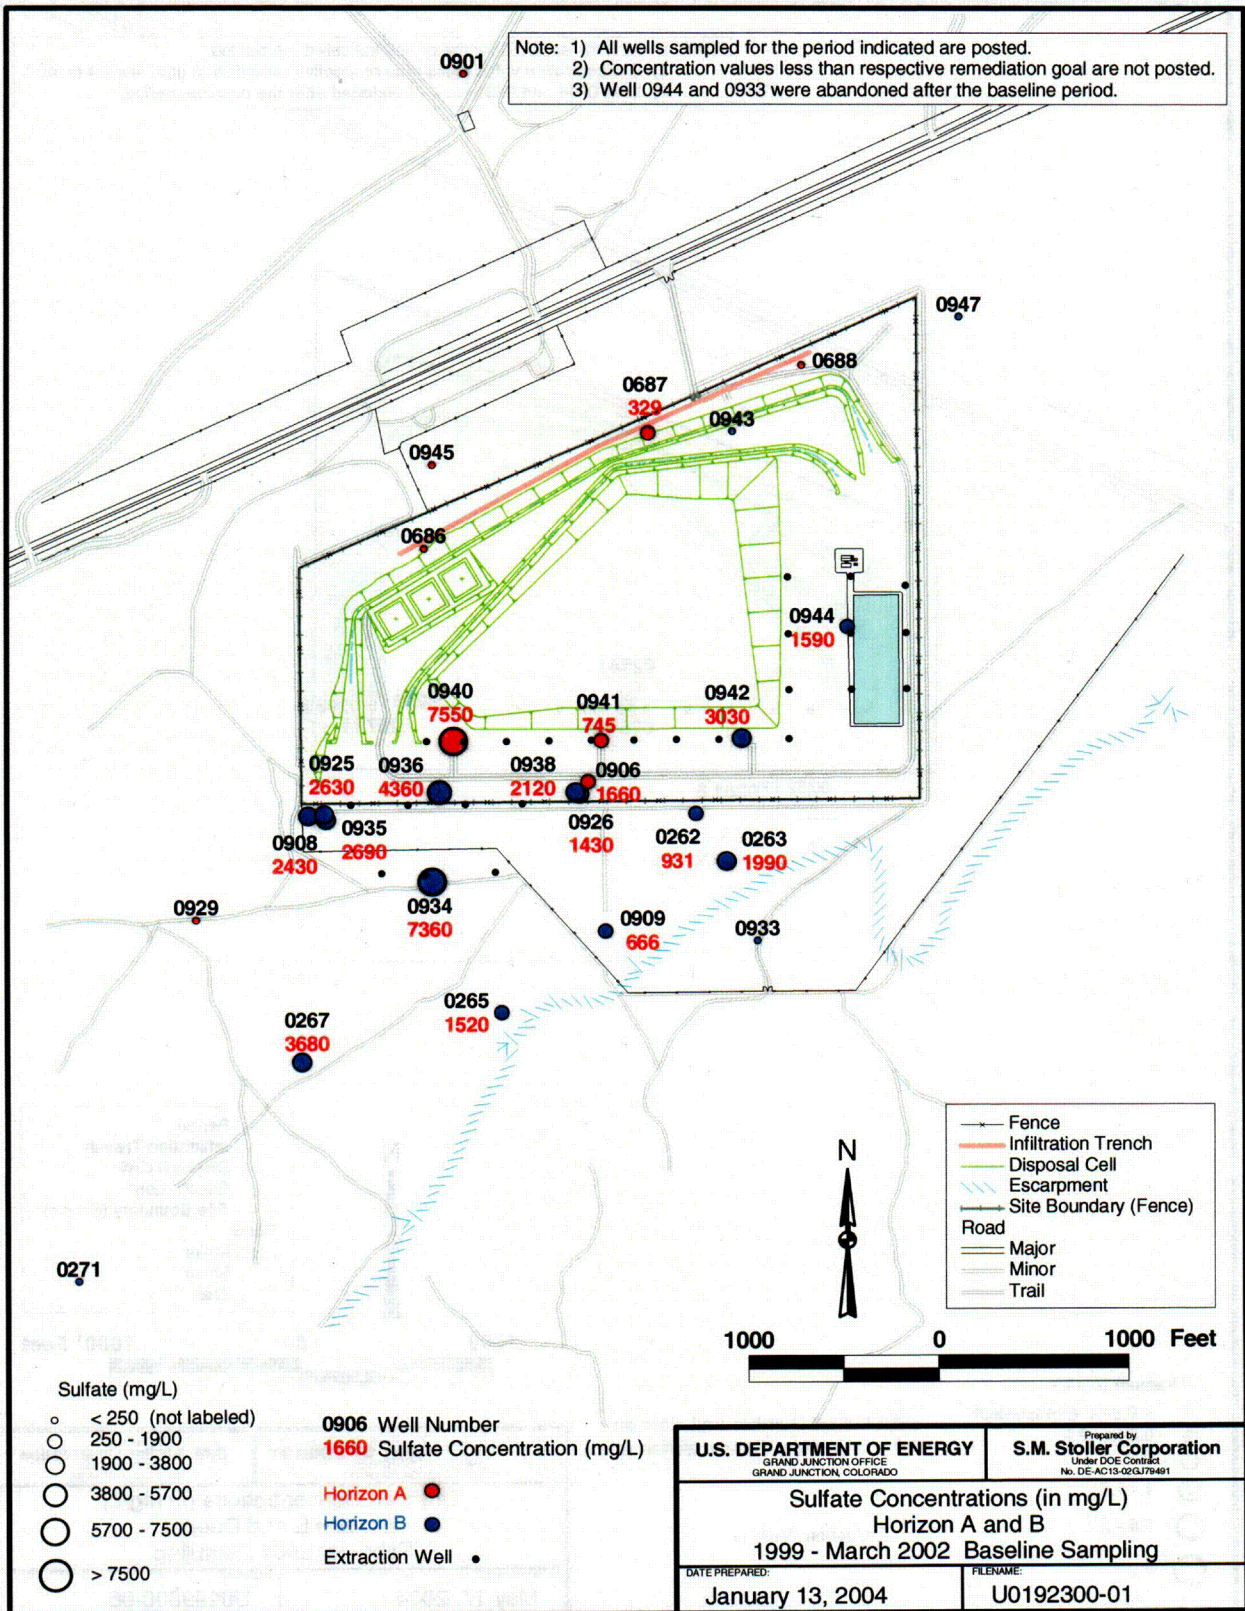 Note: 1) All wells sampled for the period indicated are posted.
2) Concentration values less than respective remediation goal are not posted.
3) Well 0944 and 0933 were abandoned after the baseline period.
0901
0947
0688
0687
329
0943
0945
0686
0944
1590
0940
7550
0941
745
0942
3030
0925
2630
0936
4360
0938
2120
0906
1660
0908
2430
0935
2690
0926
1430
0262
931
0263
1990
0929
0934
7360
0909
666
0933
0265
1520
0267
3680
0271
Fence
Infiltration Trench
Disposal Cell
Escarpment
Site Boundary (Fence)
Road
Major
Minor
Trail
N
1000 0 1000 Feet
Sulfate (mg/L)
< 250 (not labeled)
250 - 1900
1900 - 3800
3800 - 5700
5700 - 7500
> 7500
0906 Well Number
1660 Sulfate Concentration (mg/L)
Horizon A
Horizon B
Extraction Well
U.S. DEPARTMENT OF ENERGY
GRAND JUNCTION OFFICE
GRAND JUNCTION, COLORADO
Prepared by
S.M. Stoller Corporation
Under DOE Contract
No. DE-AC13-02GJ79491
Sulfate Concentrations (in mg/L)
Horizon A and B
1999 - March 2002 Baseline Sampling
DATE PREPARED:
January 13, 2004
FILENAME:
U0192300-01